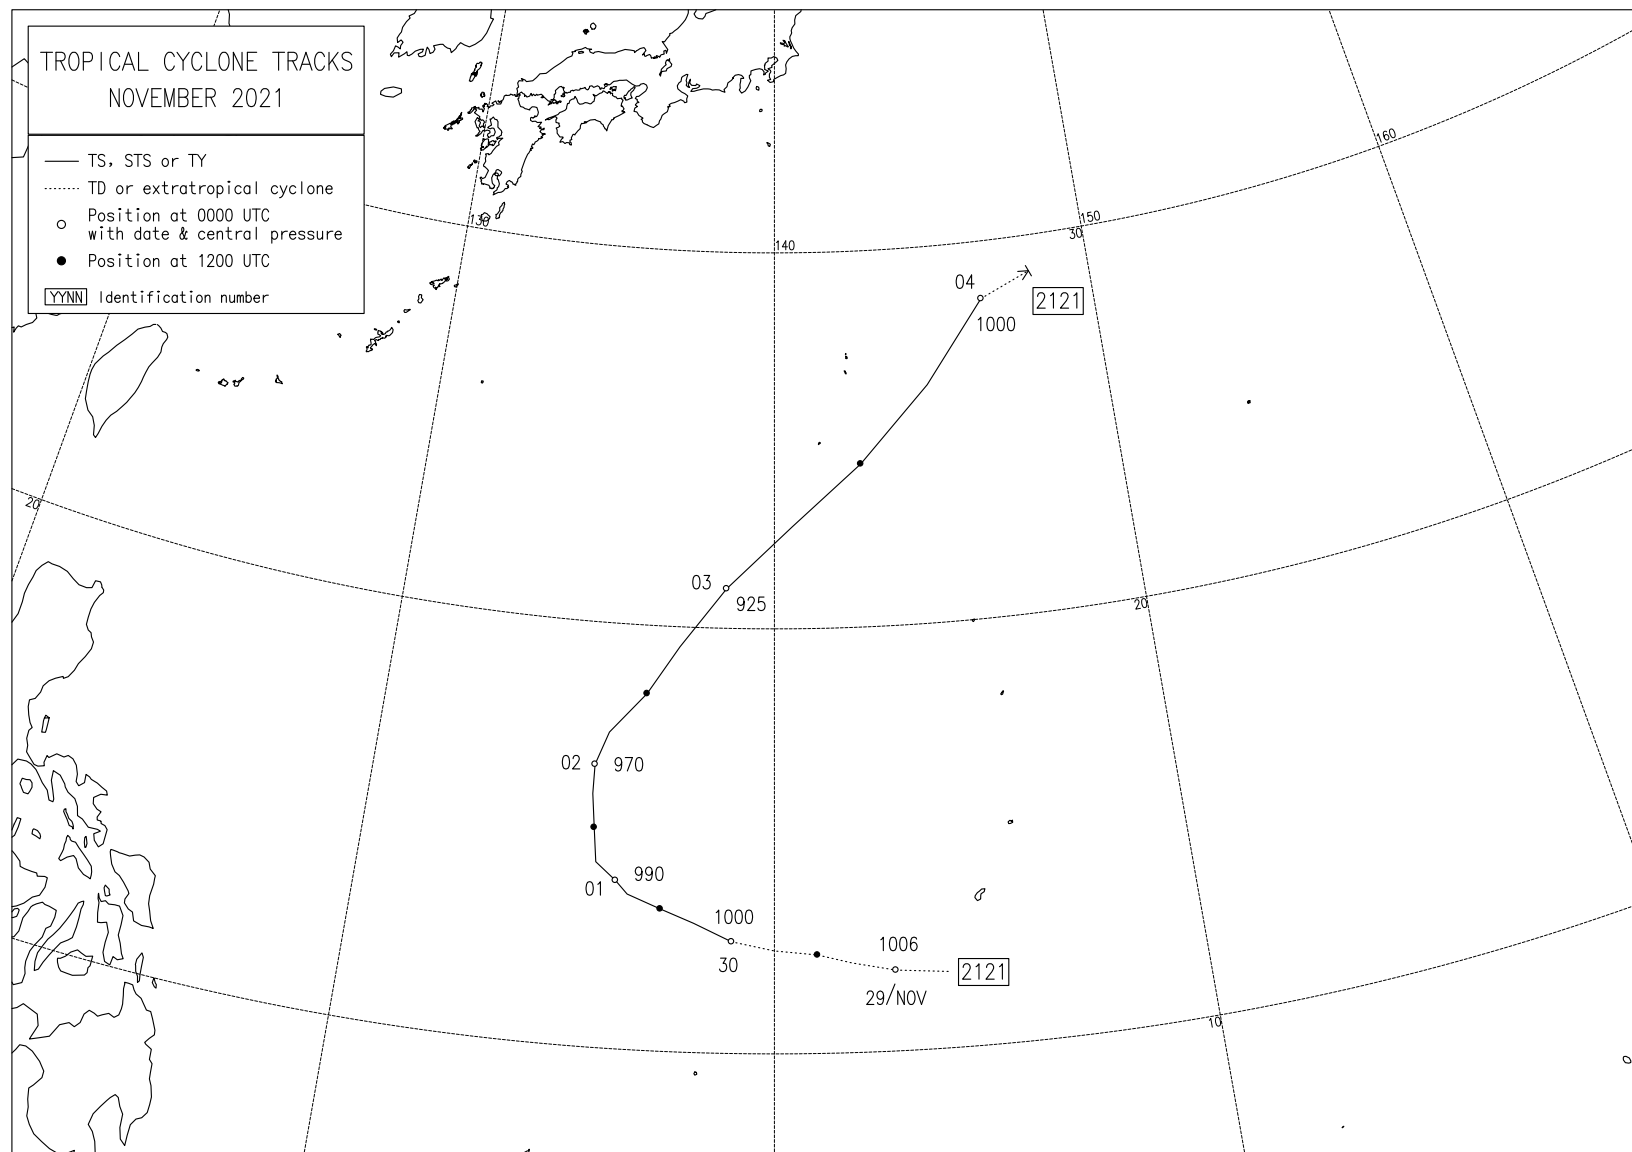 TROPICAL CYCLONE TRACKS
NOVEMBER 2021
TS, STS or TY
TD or extratropical cyclone
Position at 0000 UTC
with date & central pressure
Position at 1200 UTC
YYNN Identification number
160
130
150
30
140
04
2121
1000
20
03
925
20
02
970
990
01
1000
30
1006
2121
29/NOV
10